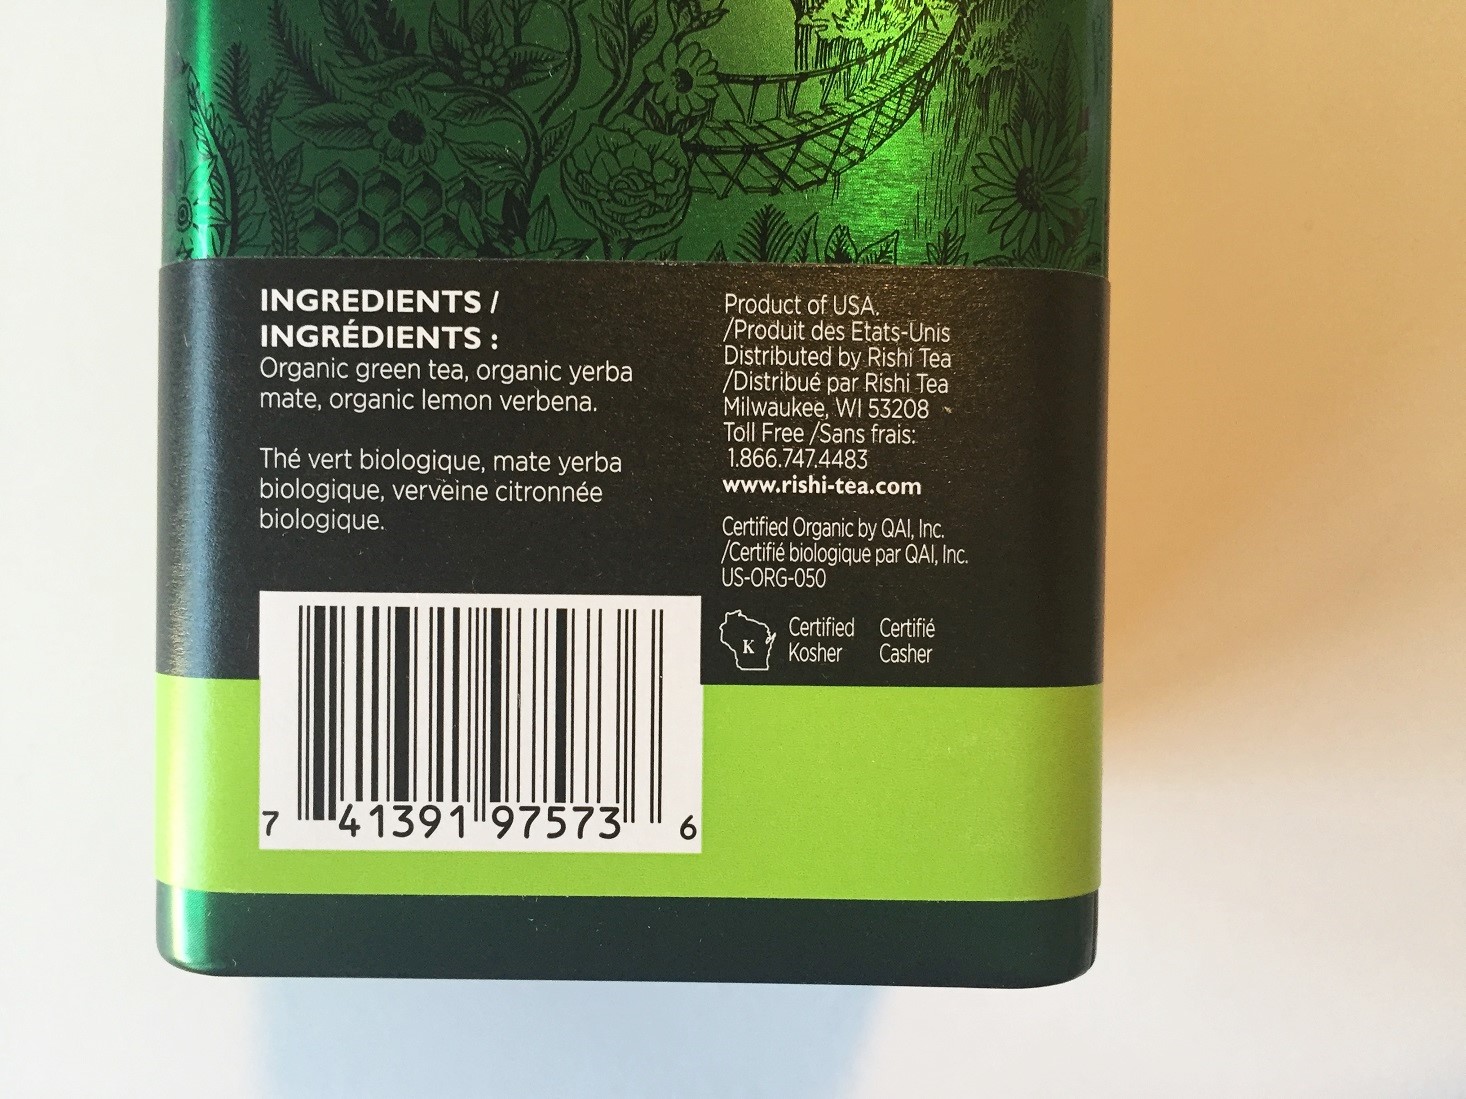 INGREDIENTS /
INGRÉDIENTS :
Organic green tea, organic yerba
mate, organic lemon verbena.
Thé vert biologique, mate yerba
biologique, verveine citronnée
biologique.
7 41391 97573 6
Product of USA.
/Produit des Etats-Unis
Distributed by Rishi Tea
/Distribué par Rishi Tea
Milwaukee, WI 53208
Toll Free /Sans frais:
1.866.747.4483
www.rishi-tea.com
Certified Organic by QAI, Inc.
/Certifié biologique par QAI, Inc.
US-ORG-050
K
Certified Certifié
Kosher Casher